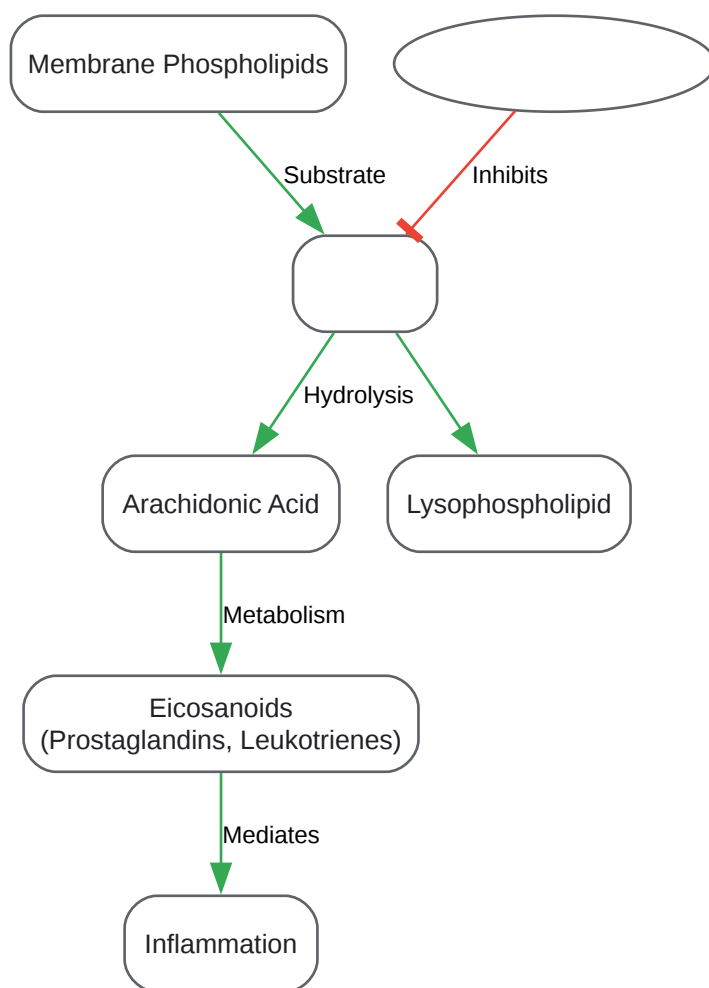 Membrane Phospholipids
Substrate
Inhibits
Hydrolysis
Arachidonic Acid
Lysophospholipid
Metabolism
Eicosanoids
(Prostaglandins, Leukotrienes)
Mediates
Inflammation